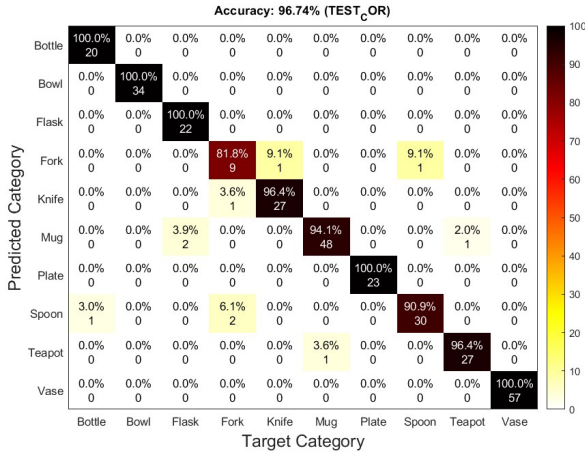 Accuracy: 96.74% (TEST_COR)
100
Bottle 100.0% 0.0% 0.0% 0.0% 0.0% 0.0% 0.0% 0.0% 0.0% 0.0%
20 0 0 0 0 0 0 0 0 0
90
Bowl 0.0% 100.0% 0.0% 0.0% 0.0% 0.0% 0.0% 0.0% 0.0% 0.0%
0 34 0 0 0 0 0 0 0 0
80
Flask 0.0% 0.0% 100.0% 0.0% 0.0% 0.0% 0.0% 0.0% 0.0% 0.0%
0 0 22 0 0 0 0 0 0 0
70
Fork 0.0% 0.0% 0.0% 81.8% 9.1% 0.0% 0.0% 9.1% 0.0% 0.0%
0 0 0 9 1 0 0 1 0 0
60
Knife 0.0% 0.0% 0.0% 3.6% 96.4% 0.0% 0.0% 0.0% 0.0% 0.0%
0 0 0 1 27 0 0 0 0 0
50
Mug 0.0% 0.0% 3.9% 0.0% 0.0% 94.1% 0.0% 0.0% 2.0% 0.0%
0 0 2 0 0 48 0 0 1 0
40
Plate 0.0% 0.0% 0.0% 0.0% 0.0% 0.0% 100.0% 0.0% 0.0% 0.0%
0 0 0 0 0 0 23 0 0 0
30
Spoon 3.0% 0.0% 0.0% 6.1% 0.0% 0.0% 0.0% 90.9% 0.0% 0.0%
1 0 0 2 0 0 0 30 0 0
20
Teapot 0.0% 0.0% 0.0% 0.0% 0.0% 3.6% 0.0% 0.0% 96.4% 0.0%
0 0 0 0 0 1 0 0 27 0
10
Vase 0.0% 0.0% 0.0% 0.0% 0.0% 0.0% 0.0% 0.0% 0.0% 100.0%
0 0 0 0 0 0 0 0 0 57
0
Predicted Category
Bottle Bowl Flask Fork Knife Mug Plate Spoon Teapot Vase
Target Category